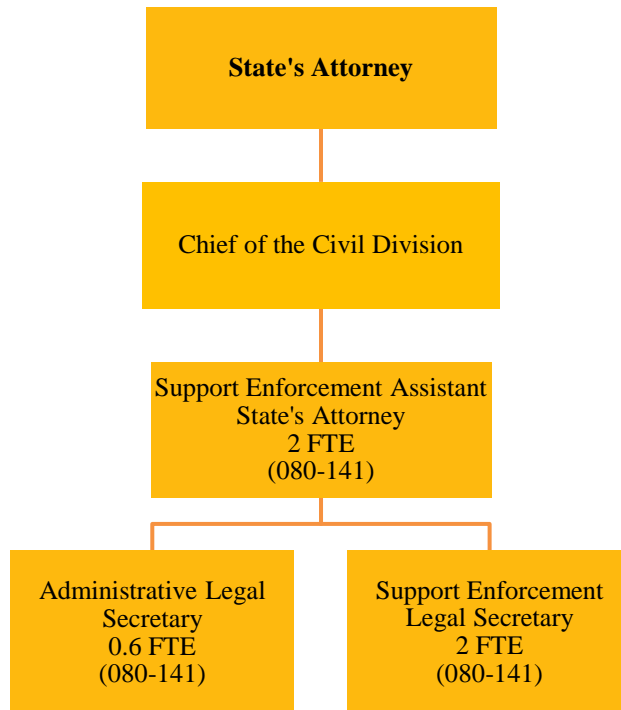 State's Attorney
Chief of the Civil Division
Support Enforcement Assistant
State's Attorney
2 FTE
(080-141)
Administrative Legal
Secretary
0.6 FTE
(080-141)
Support Enforcement
Legal Secretary
2 FTE
(080-141)